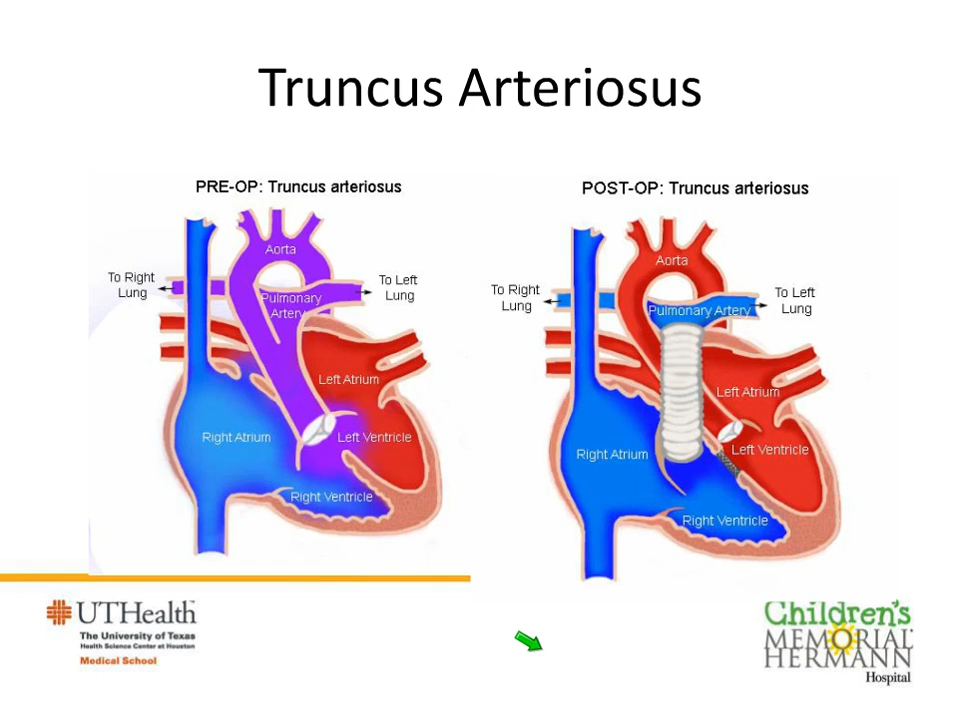 Truncus Arteriosus
PRE-OP: Truncus arteriosus
Aorta
To Right
Lung
To Left
Lung
Pulmonary
Artery
Left Atrium
Right Atrium
Left Ventricle
Right Ventricle
POST-OP: Truncus arteriosus
Aorta
To Right
Lung
To Left
Lung
Pulmonary Artery
Left Atrium
Right Atrium
Left Ventricle
Right Ventricle
UTHealth
The University of Texas
Health Science Center at Houston
Medical School
Children's
MEMORIAL
HERMANN
Hospital